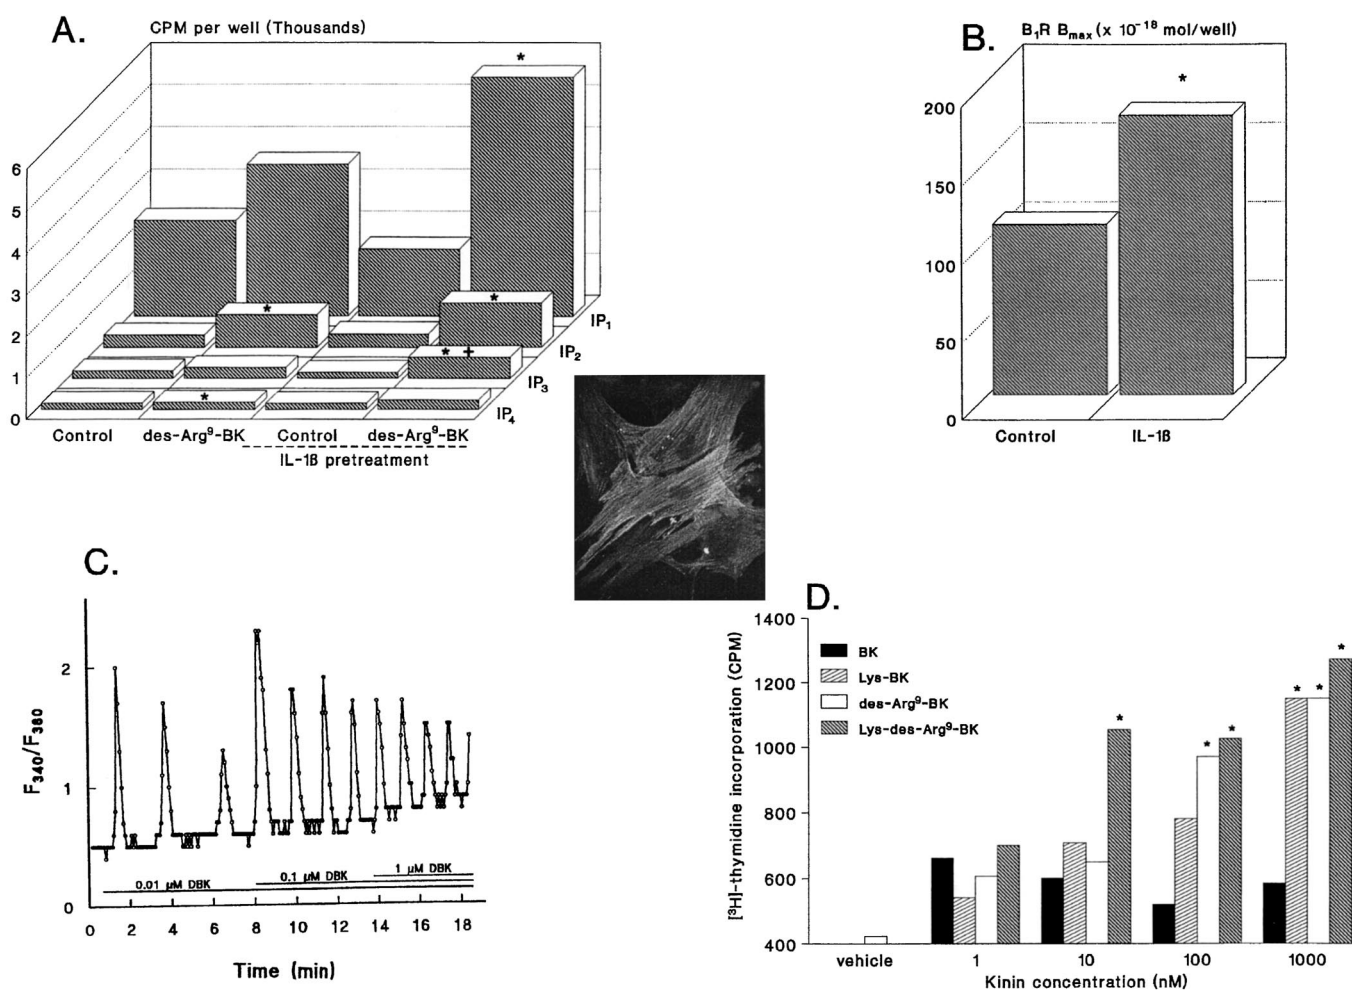 A.
CPM per well (Thousands)
6
5
4
3
2
1
0
*
*
*
* +
*
IP1
IP2
IP3
IP4
Control des-Arg⁹-BK Control des-Arg⁹-BK
IL-1ß pretreatment
B.
B₁R Bmax (x 10⁻¹⁸ mol/well)
200
150
100
50
0
*
Control IL-1ß
C.
F340/F380
2
1
0
0.01 µM DBK
0.1 µM DBK
1 µM DBK
0 2 4 6 8 10 12 14 16 18
Time (min)
D.
[³H]-thymidine incorporation (CPM)
1400
1200
1000
800
600
400
BK
Lys-BK
des-Arg⁹-BK
Lys-des-Arg⁹-BK
*
* *
* * *
vehicle 1 10 100 1000
Kinin concentration (nM)